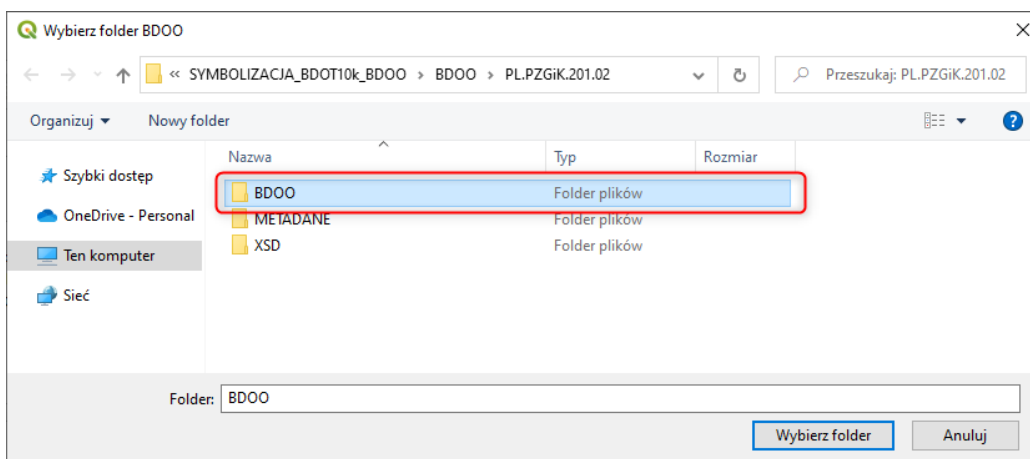 Wybierz folder BDOO
« SYMBOLIZACJA_BDOT10k_BDOO › BDOO › PL.PZGiK.201.02
Przeszukaj: PL.PZGiK.201.02
Organizuj Nowy folder
Nazwa Typ Rozmiar
Szybki dostęp
OneDrive - Personal
Ten komputer
Sieć
BDOO Folder plików
METADANE Folder plików
XSD Folder plików
Folder: BDOO
Wybierz folder Anuluj